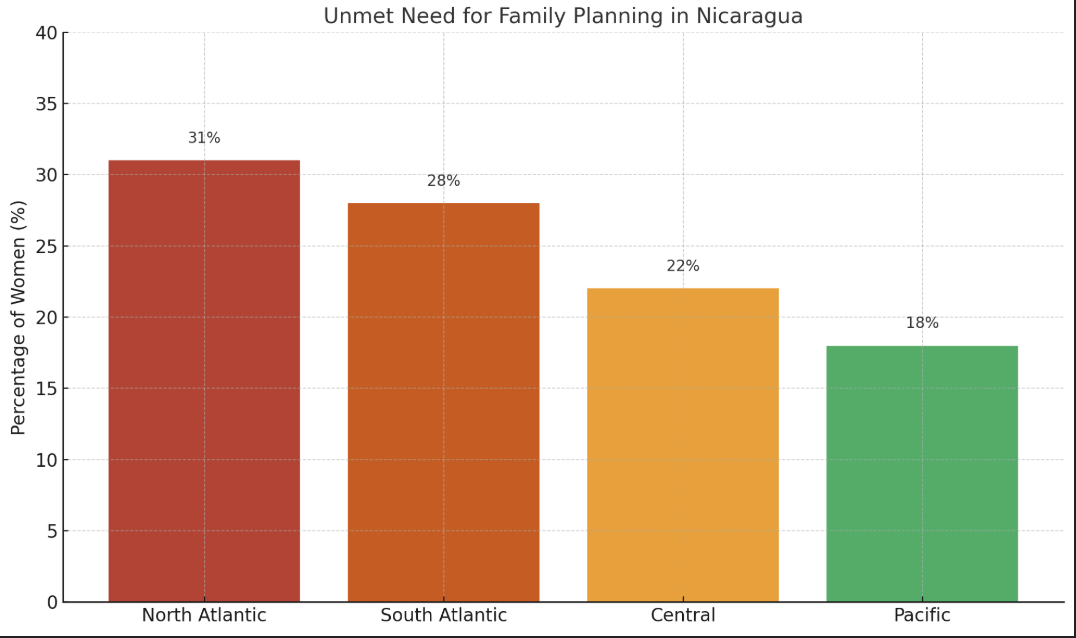 Unmet Need for Family Planning in Nicaragua
Percentage of Women (%)
40
35
30
25
20
15
10
5
0
31%
28%
22%
18%
North Atlantic
South Atlantic
Central
Pacific